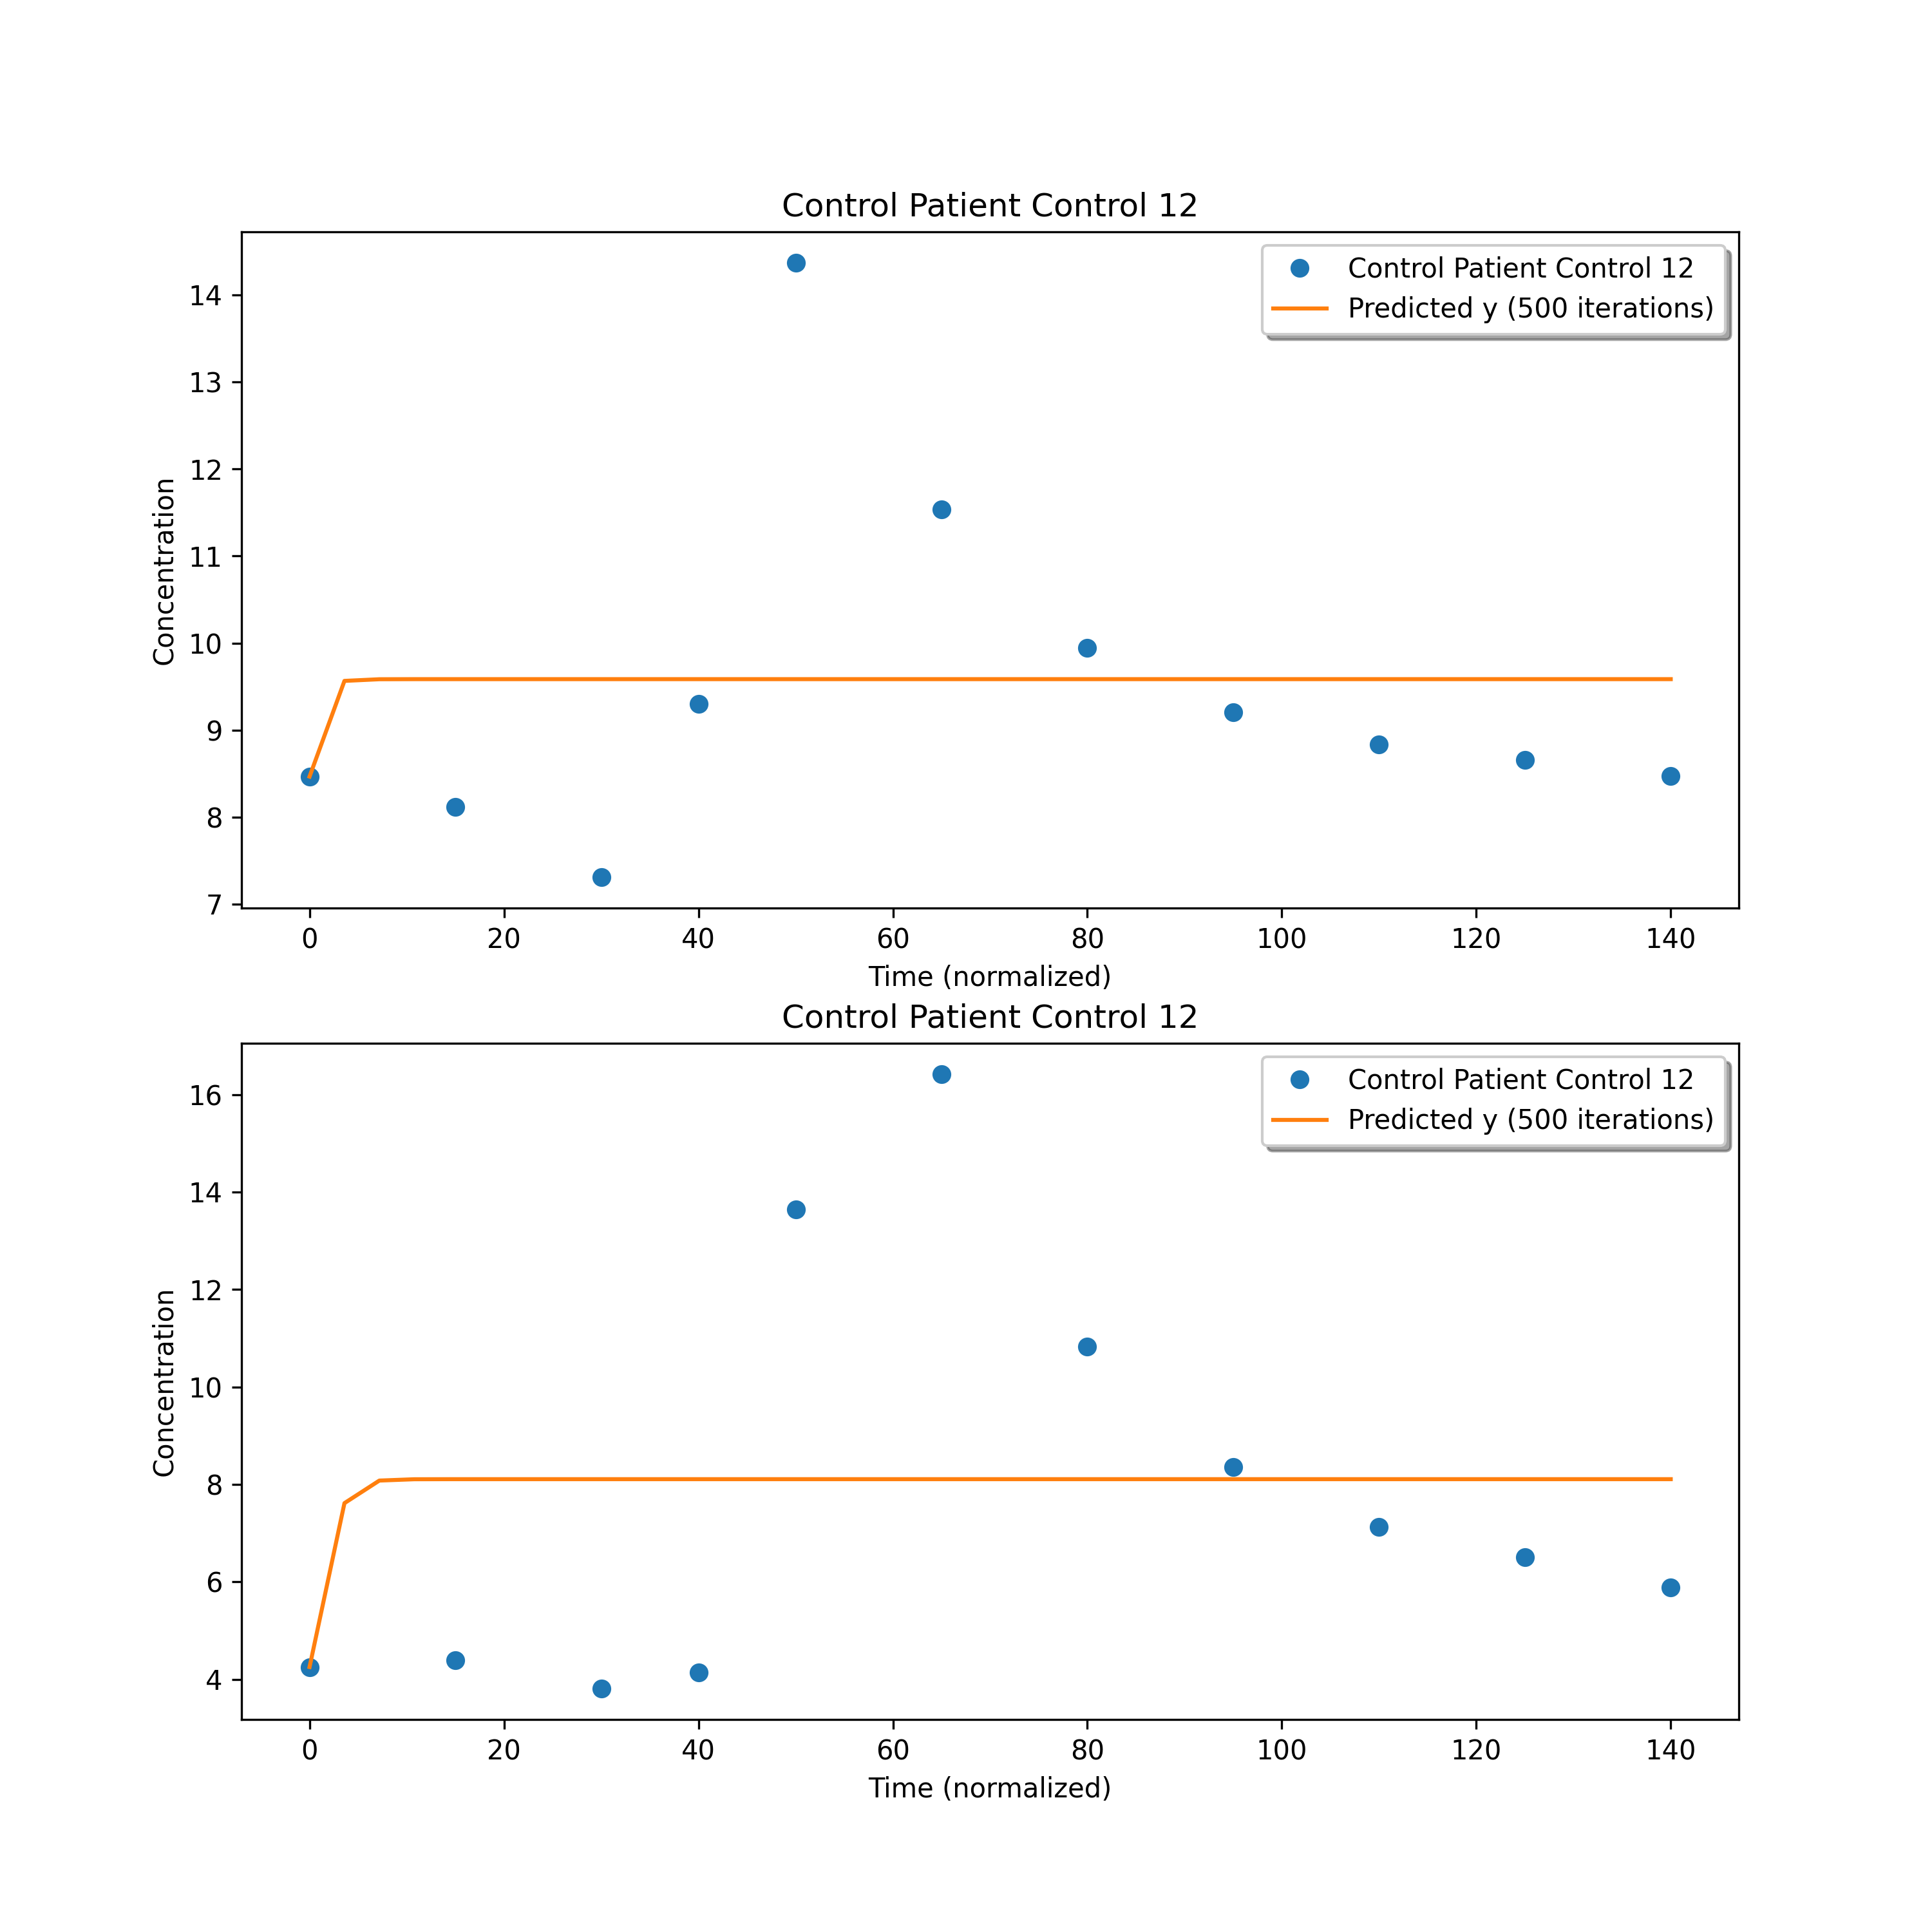 Control Patient Control 12
Control Patient Control 12
Predicted y (500 iterations)
14
13
12
11
10
9
8
7
Concentration
0 20 40 60 80 100 120 140
Time (normalized)
Control Patient Control 12
Control Patient Control 12
Predicted y (500 iterations)
16
14
12
10
8
6
4
Concentration
0 20 40 60 80 100 120 140
Time (normalized)